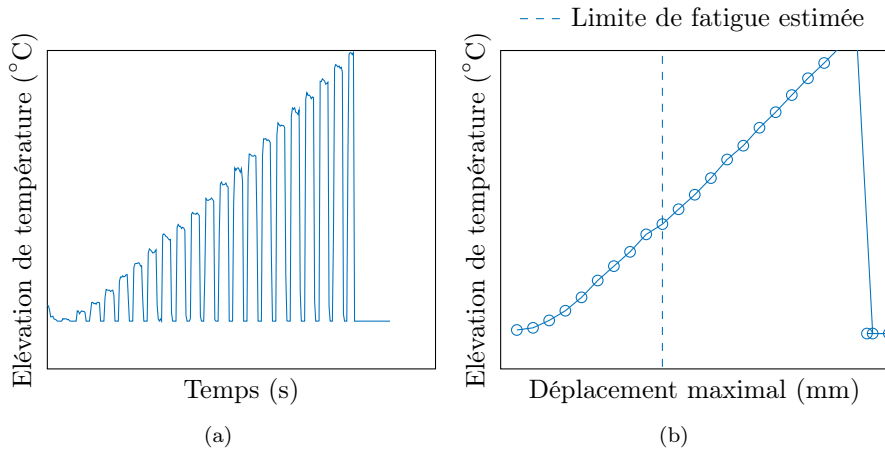 Limite de fatigue estimée
Elévation de température (°C)
Temps (s)
(a)
Elévation de température (°C)
Déplacement maximal (mm)
(b)